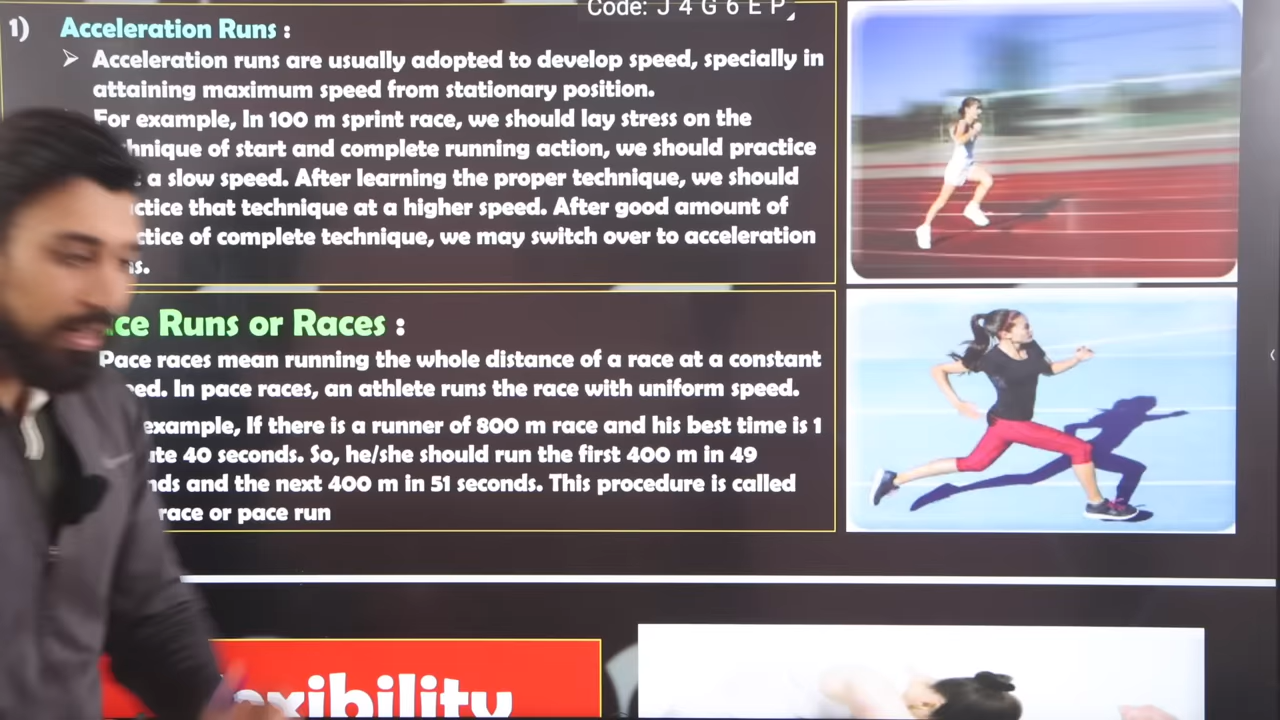 Code: J 4 G 6 E P
1) Acceleration Runs :
Acceleration runs are usually adopted to develop speed, specially in
attaining maximum speed from stationary position.
For example, In 100 m sprint race, we should lay stress on the
hnique of start and complete running action, we should practice
a slow speed. After learning the proper technique, we should
ctice that technique at a higher speed. After good amount of
ctice of complete technique, we may switch over to acceleration
s.
ce Runs or Races :
Pace races mean running the whole distance of a race at a constant
ed. In pace races, an athlete runs the race with uniform speed.
example, If there is a runner of 800 m race and his best time is 1
ute 40 seconds. So, he/she should run the first 400 m in 49
nds and the next 400 m in 51 seconds. This procedure is called
race or pace run
exibility